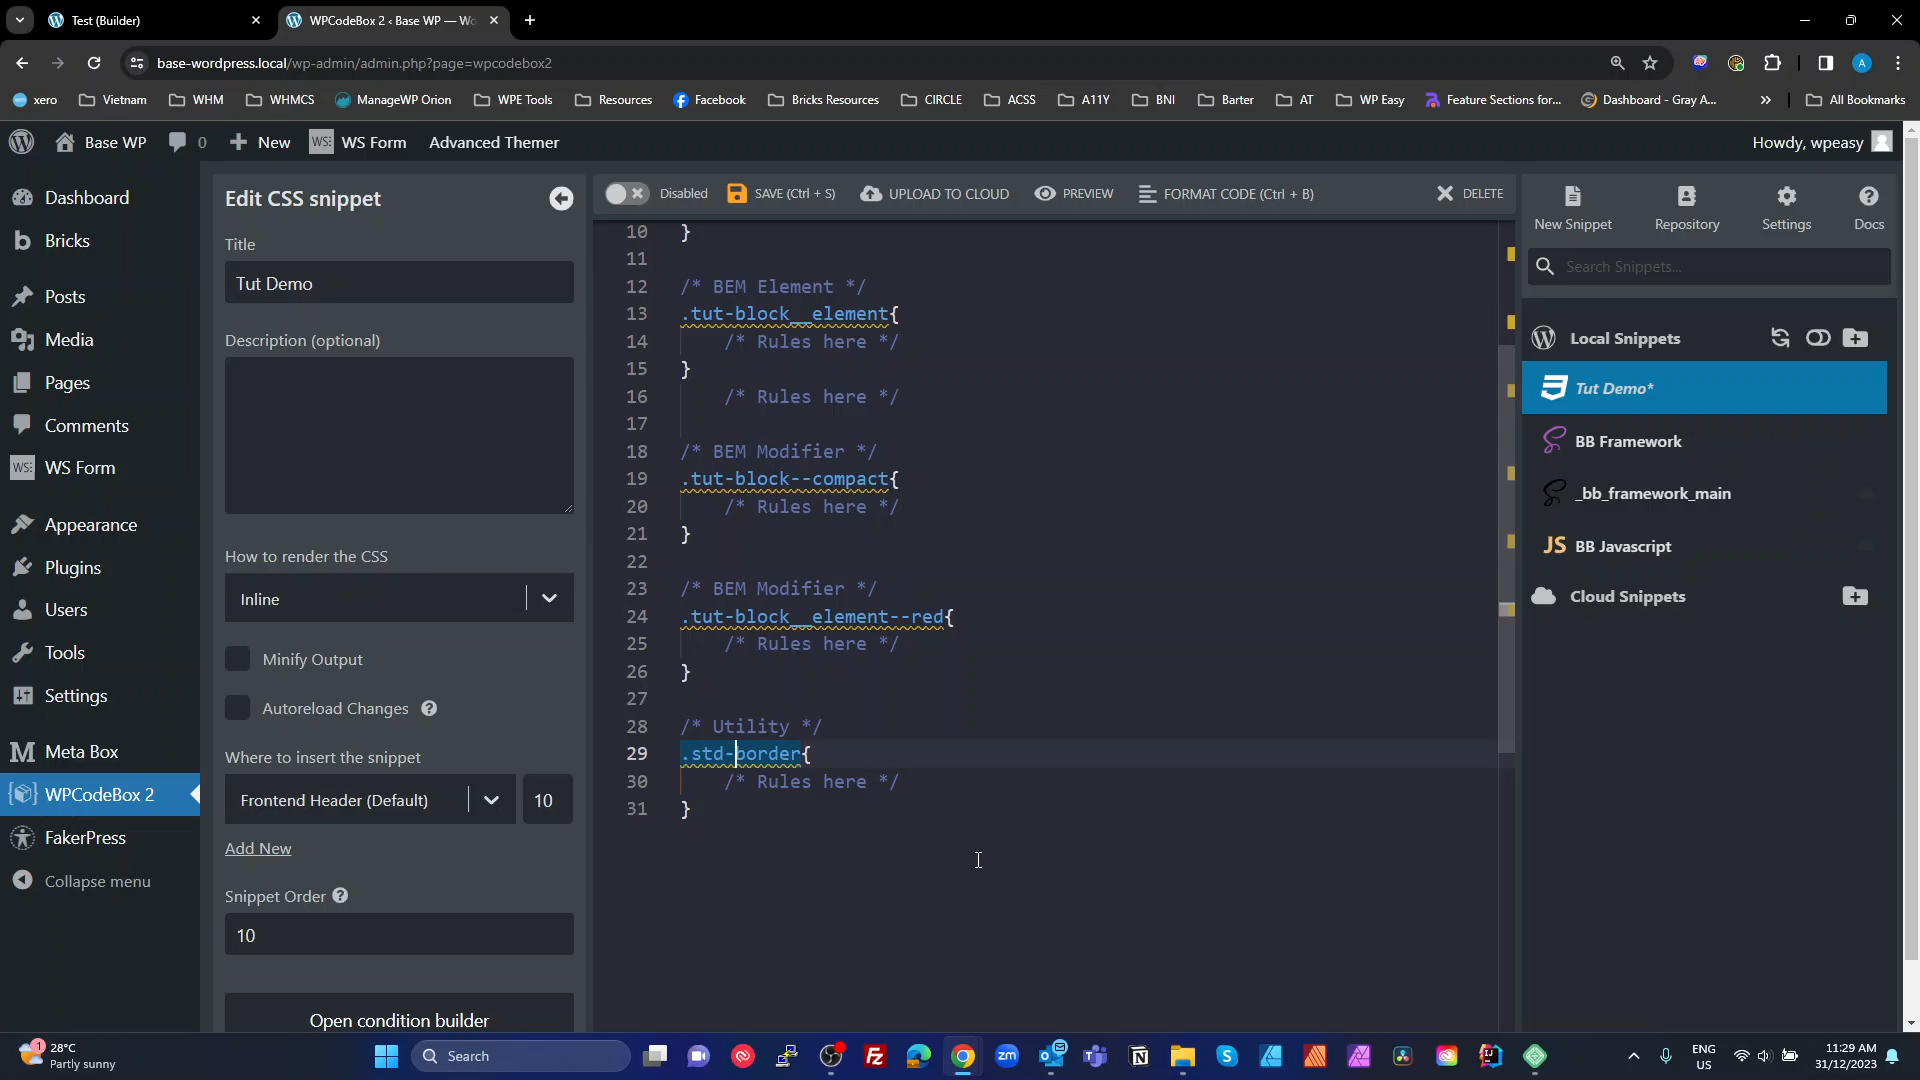 Test (Builder)
WPCodeBox 2 ‹ Base WP — Wo
base-wordpress.local/wp-admin/admin.php?page=wpcodebox2
xero
Vietnam
WHM
WHMCS
ManageWP Orion
WPE Tools
Resources
Facebook
Bricks Resources
CIRCLE
ACSS
A11Y
BNI
Barter
AT
WP Easy
Feature Sections for...
Dashboard - Gray A...
All Bookmarks
Base WP
0
New
WS Form
Advanced Themer
Howdy, wpeasy
Dashboard
Bricks
Posts
Media
Pages
Comments
WS Form
Appearance
Plugins
Users
Tools
Settings
Meta Box
WPCodeBox 2
FakerPress
Collapse menu
Edit CSS snippet
Title
Tut Demo
Description (optional)
How to render the CSS
Inline
Minify Output
Autoreload Changes
Where to insert the snippet
Frontend Header (Default)
10
Add New
Snippet Order
10
Open condition builder
Disabled
SAVE (Ctrl + S)
UPLOAD TO CLOUD
PREVIEW
FORMAT CODE (Ctrl + B)
DELETE
10 }
11
12 /* BEM Element */
13 .tut-block__element{
14 /* Rules here */
15 }
16 /* Rules here */
17
18 /* BEM Modifier */
19 .tut-block--compact{
20 /* Rules here */
21 }
22
23 /* BEM Modifier */
24 .tut-block__element--red{
25 /* Rules here */
26 }
27
28 /* Utility */
29 .std-border{
30 /* Rules here */
31 }
New Snippet
Repository
Settings
Docs
Search Snippets...
Local Snippets
Tut Demo*
BB Framework
_bb_framework_main
JS BB Javascript
Cloud Snippets
1
28°C
Partly sunny
Search
ENG
US
11:29 AM
31/12/2023